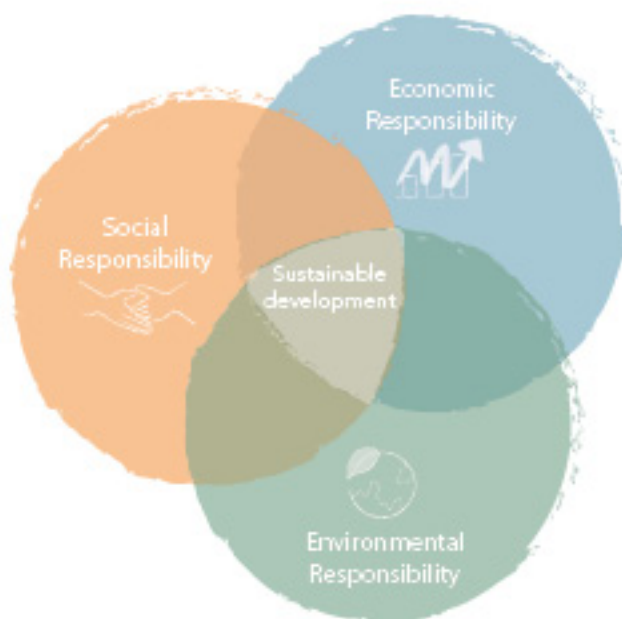 Economic
Responsibility
Social
Responsibility
Sustainable
development
Environmental
Responsibility